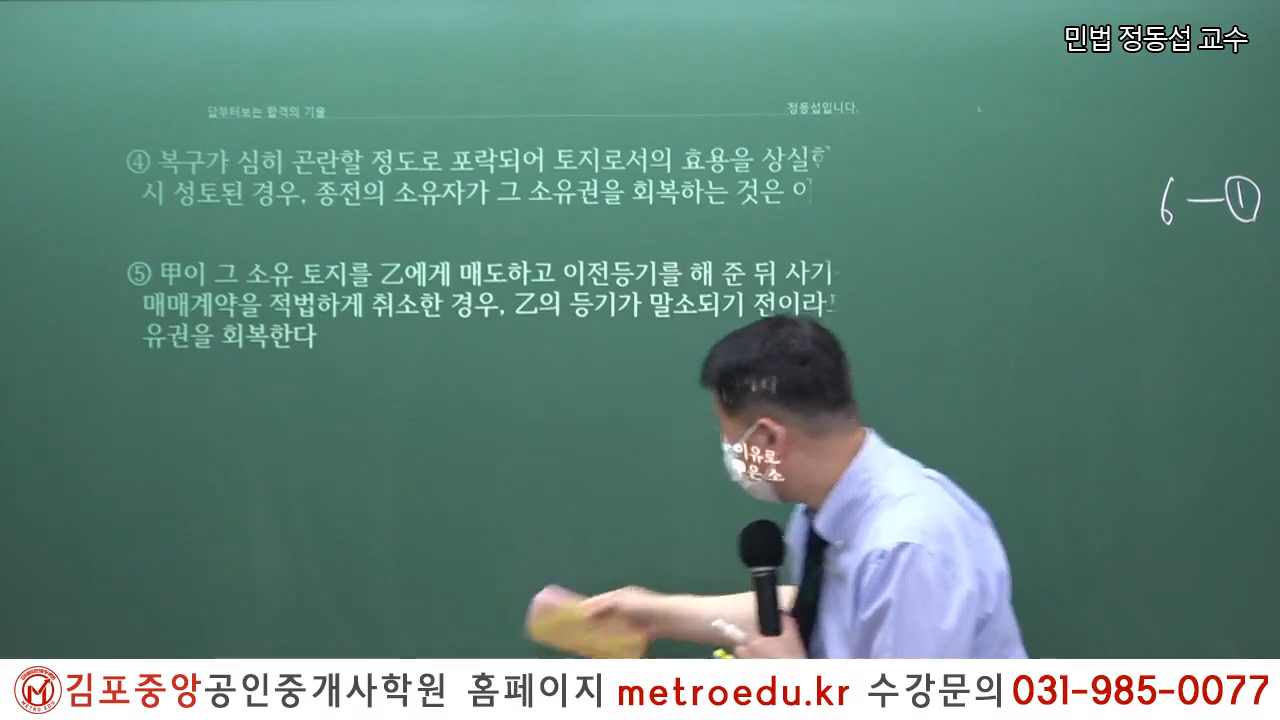 민법 정동섭 교수
답부터보는 합격의 기술
정동섭입니다.
④ 복구가 심히 곤란할 정도로 포락되어 토지로서의 효용을 상실
시 성토된 경우, 종전의 소유자가 그 소유권을 회복하는 것은
6-①
⑤ 甲이 그 소유 토지를 乙에게 매도하고 이전등기를 해 준 뒤 사기
매매계약을 적법하게 취소한 경우, 乙의 등기가 말소되기 전이라
유권을 회복한다
이유로
甲은 소
김포중앙공인중개사학원 홈페이지 metroedu.kr 수강문의 031-985-0077